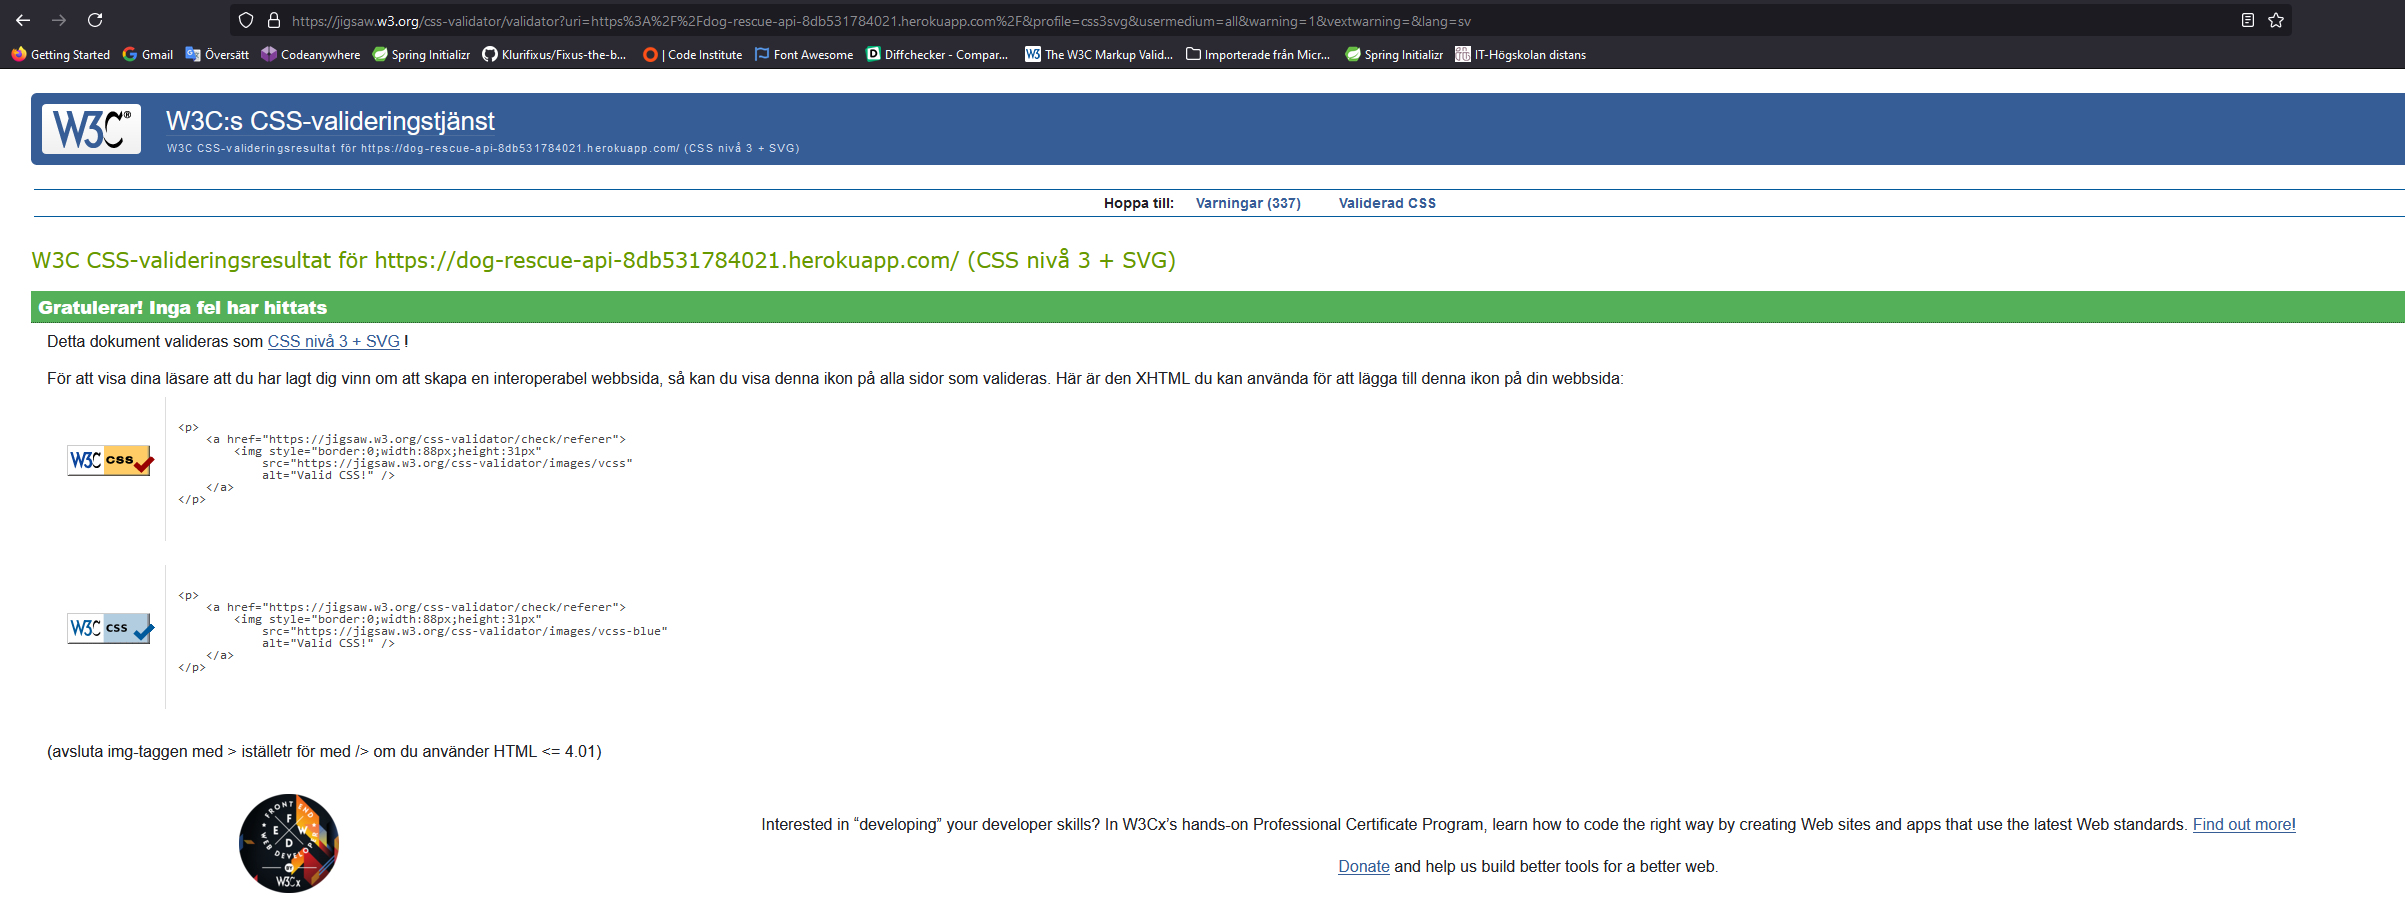 https://jigsaw.w3.org/css-validator/validator?uri=https%3A%2F%2Fdog-rescue-api-8db531784021.herokuapp.com%2F&profile=css3svg&usermedium=all&warning=1&vextwarning=&lang=sv
Getting Started Gmail Översätt Codeanywhere Spring Initializr Klurifixus/Fixus-the-b... | Code Institute Font Awesome Diffchecker - Compar... The W3C Markup Valid... Importerade från Micr... Spring Initializr IT-Högskolan distans
W3C® W3C:s CSS-valideringstjänst
W3C CSS-valideringsresultat för https://dog-rescue-api-8db531784021.herokuapp.com/ (CSS nivå 3 + SVG)
Hoppa till: Varningar (337) Validerad CSS
W3C CSS-valideringsresultat för https://dog-rescue-api-8db531784021.herokuapp.com/ (CSS nivå 3 + SVG)
Gratulerar! Inga fel har hittats
Detta dokument valideras som CSS nivå 3 + SVG !
För att visa dina läsare att du har lagt dig vinn om att skapa en interoperabel webbsida, så kan du visa denna ikon på alla sidor som valideras. Här är den XHTML du kan använda för att lägga till denna ikon på din webbsida:
W3C css
<p>
<a href="https://jigsaw.w3.org/css-validator/check/referer">
<img style="border:0;width:88px;height:31px"
src="https://jigsaw.w3.org/css-validator/images/vcss"
alt="Valid CSS!" />
</a>
</p>
W3C css
<p>
<a href="https://jigsaw.w3.org/css-validator/check/referer">
<img style="border:0;width:88px;height:31px"
src="https://jigsaw.w3.org/css-validator/images/vcss-blue"
alt="Valid CSS!" />
</a>
</p>
(avsluta img-taggen med > iställetr för med /> om du använder HTML <= 4.01)
FRONT END
F E W D
WEB DEVELOPER
BY
W3Cx
Interested in “developing” your developer skills? In W3Cx’s hands-on Professional Certificate Program, learn how to code the right way by creating Web sites and apps that use the latest Web standards. Find out more!
Donate and help us build better tools for a better web.